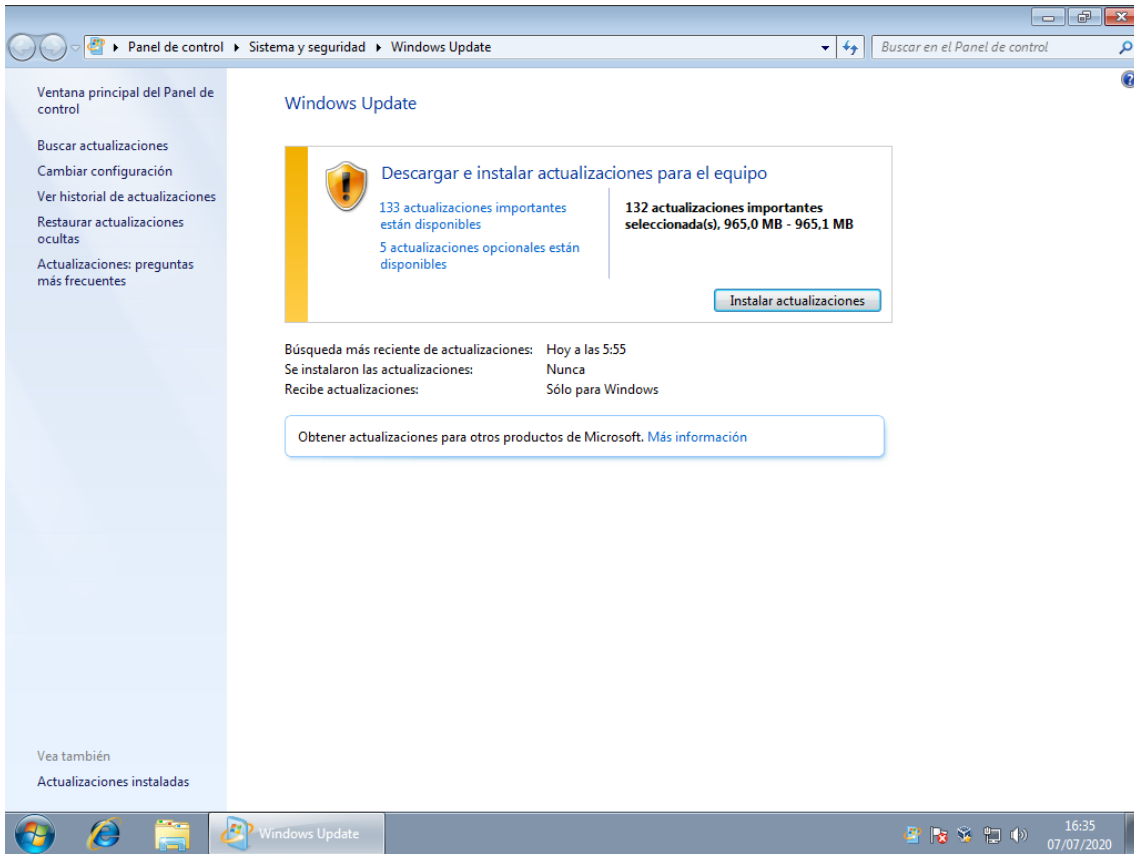 Panel de control
Sistema y seguridad
Windows Update
Buscar en el Panel de control
Ventana principal del Panel de
control
Buscar actualizaciones
Cambiar configuración
Ver historial de actualizaciones
Restaurar actualizaciones
ocultas
Actualizaciones: preguntas
más frecuentes
Windows Update
Descargar e instalar actualizaciones para el equipo
133 actualizaciones importantes
están disponibles
5 actualizaciones opcionales están
disponibles
132 actualizaciones importantes
seleccionada(s), 965,0 MB - 965,1 MB
Instalar actualizaciones
Búsqueda más reciente de actualizaciones: Hoy a las 5:55
Se instalaron las actualizaciones: Nunca
Recibe actualizaciones: Sólo para Windows
Obtener actualizaciones para otros productos de Microsoft. Más información
Vea también
Actualizaciones instaladas
Windows Update
16:35
07/07/2020